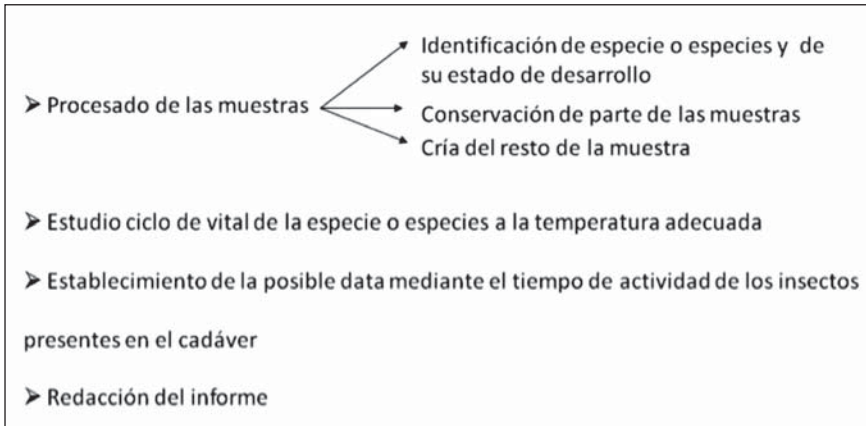 Identificación de especie o especies y de
su estado de desarrollo
➤ Procesado de las muestras
Conservación de parte de las muestras
Cría del resto de la muestra
➤ Estudio ciclo de vital de la especie o especies a la temperatura adecuada
➤ Establecimiento de la posible data mediante el tiempo de actividad de los insectos
presentes en el cadáver
➤ Redacción del informe